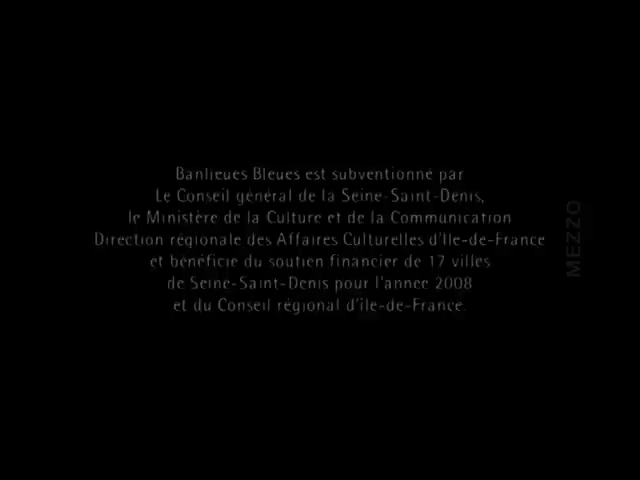 Banlieues Bleues est subventionné par
Le Conseil général de la Seine-Saint-Denis,
le Ministère de la Culture et de la Communication
Direction régionale des Affaires Culturelles d'Ile-de-France
et bénéficie du soutien financier de 17 villes
de Seine-Saint-Denis pour l'année 2008
et du Conseil régional d'île-de-France.
MEZZO